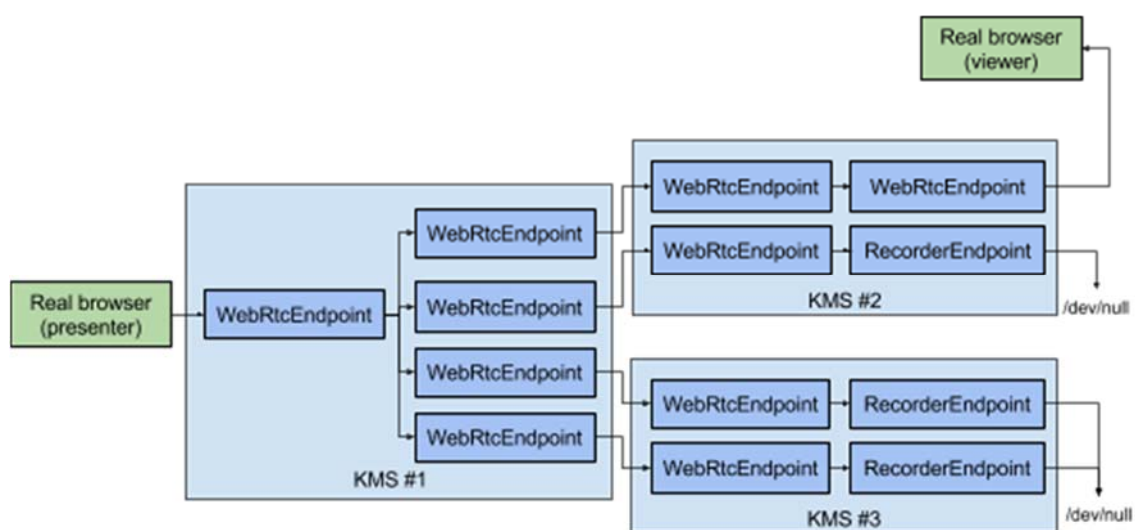 Real browser
(viewer)
WebRtcEndpoint
WebRtcEndpoint
WebRtcEndpoint
WebRtcEndpoint
RecorderEndpoint
Real browser
(presenter)
WebRtcEndpoint
WebRtcEndpoint
KMS #2
/dev/null
WebRtcEndpoint
WebRtcEndpoint
RecorderEndpoint
WebRtcEndpoint
WebRtcEndpoint
RecorderEndpoint
KMS #1
/dev/null
KMS #3